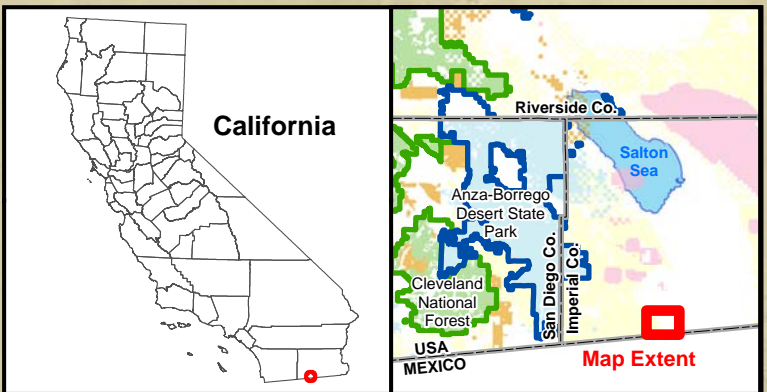 California
Riverside Co.
Salton
Sea
Anza-Borrego
Desert State
Park
San Diego Co.
Imperial Co.
Cleveland
National
Forest
USA
MEXICO
Map Extent